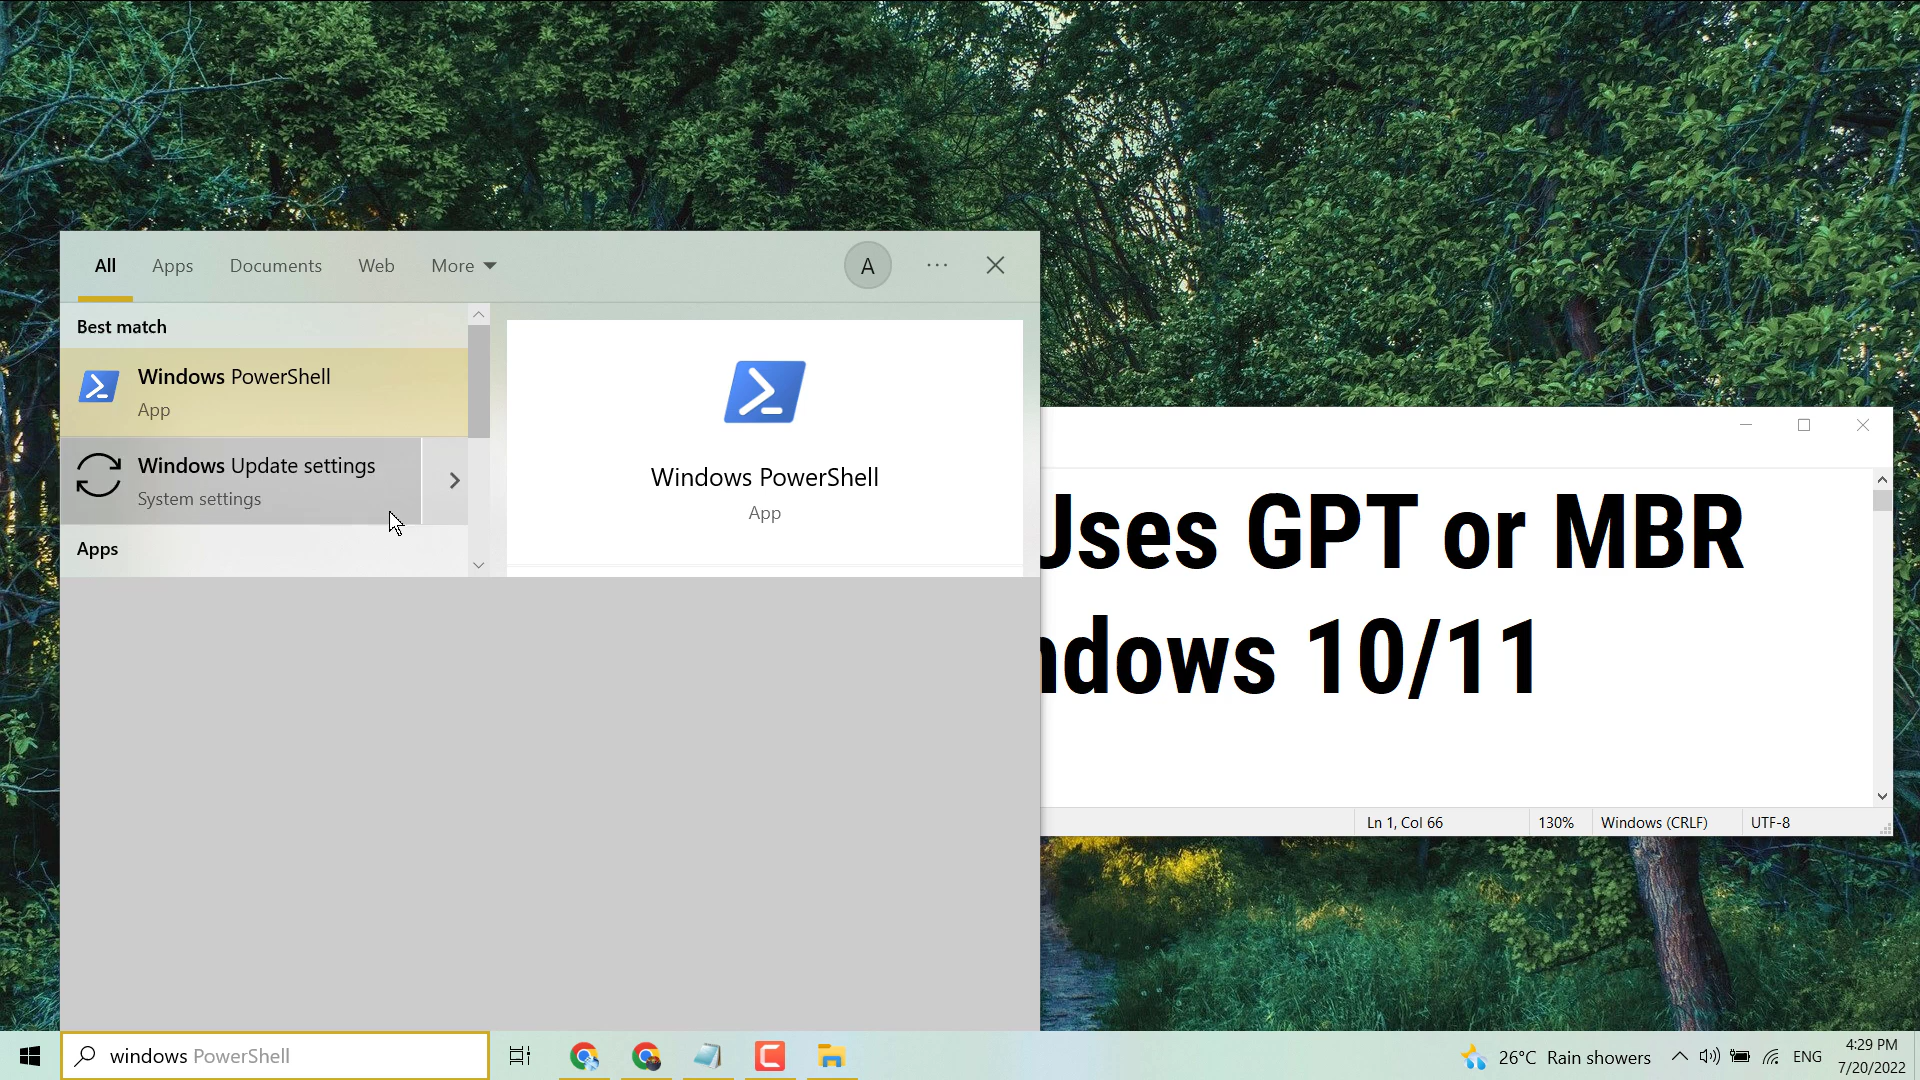 All Apps Documents Web More A
Best match
Windows PowerShell
App
Windows Update settings
System settings
Apps
Windows PowerShell
App
Uses GPT or MBR
ndows 10/11
Ln 1, Col 66 130% Windows (CRLF) UTF-8
windows PowerShell
26°C Rain showers ENG
4:29 PM
7/20/2022